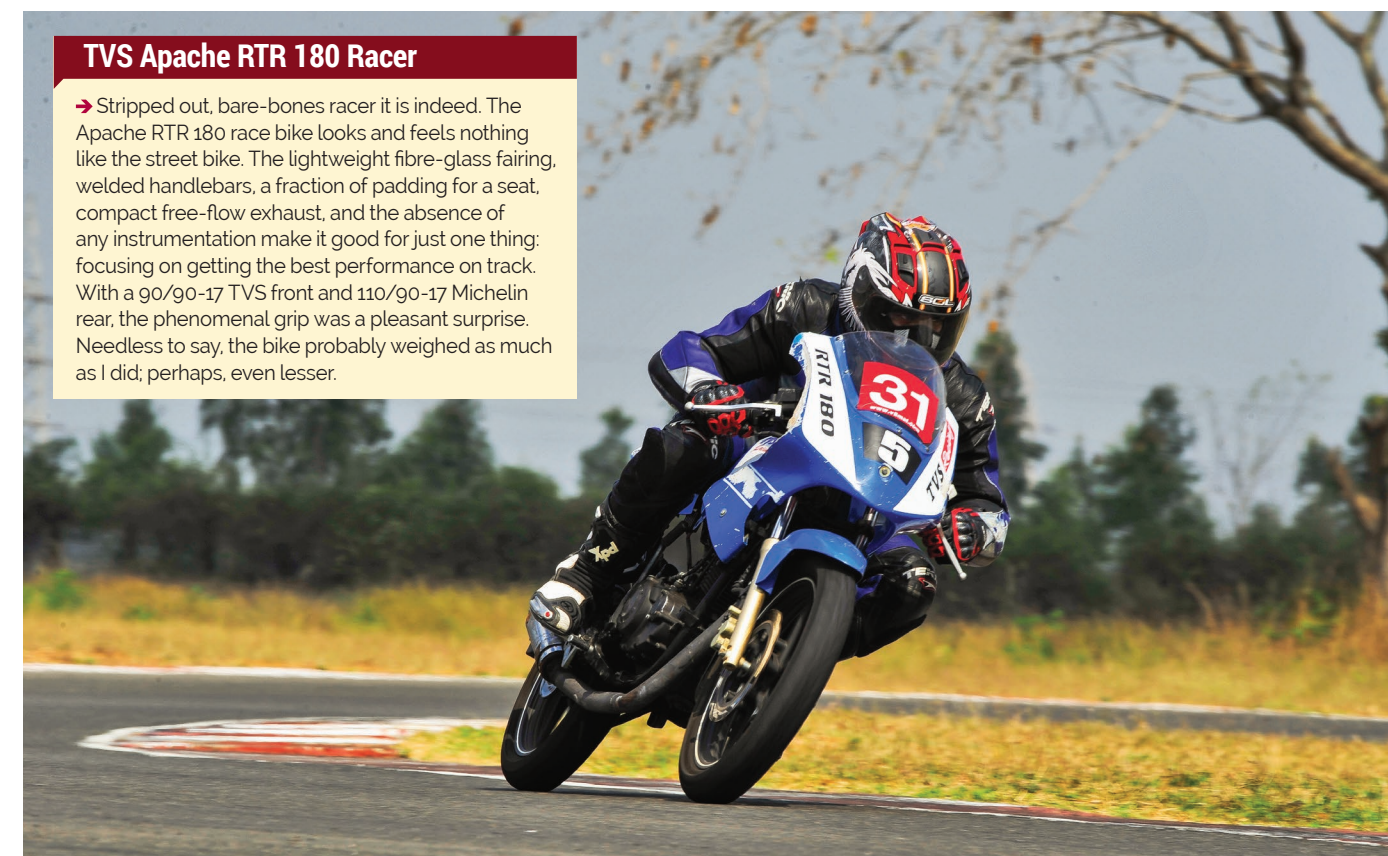 TVS Apache RTR 180 Racer
➔ Stripped out, bare-bones racer it is indeed. The
Apache RTR 180 race bike looks and feels nothing
like the street bike. The lightweight fibre-glass fairing,
welded handlebars, a fraction of padding for a seat,
compact free-flow exhaust, and the absence of
any instrumentation make it good for just one thing:
focusing on getting the best performance on track.
With a 90/90-17 TVS front and 110/90-17 Michelin
rear, the phenomenal grip was a pleasant surprise.
Needless to say, the bike probably weighed as much
as I did; perhaps, even lesser.
BOL
RTR 180
31
5
TVS
Xpd